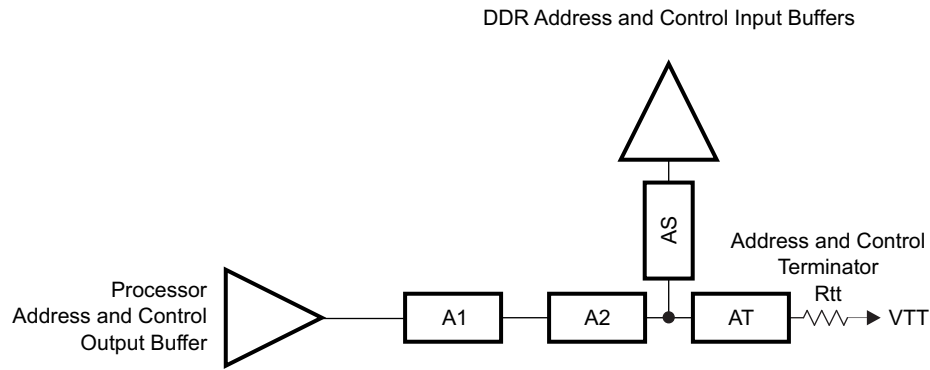 DDR Address and Control Input Buffers
AS
Address and Control
Terminator
Rtt
Processor
Address and Control
Output Buffer
A1
A2
AT
VTT